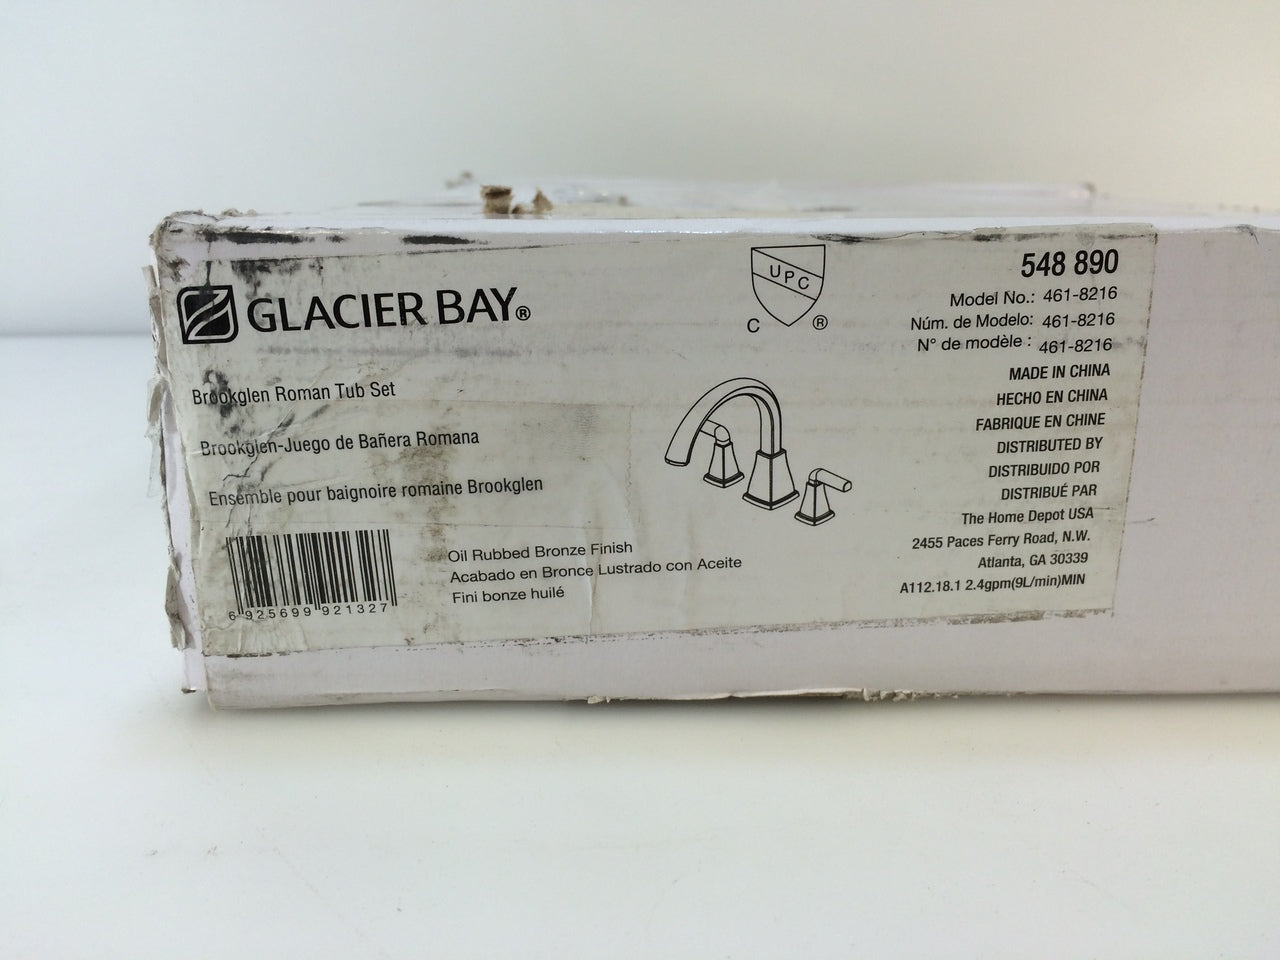 GLACIER BAY®
Brookglen Roman Tub Set
Brookglen-Juego de Bañera Romana
Ensemble pour baignoire romaine Brookglen
6 925699 921327
Oil Rubbed Bronze Finish
Acabado en Bronce Lustrado con Aceite
Fini bonze huilé
UPC
C ®
548 890
Model No.: 461-8216
Núm. de Modelo: 461-8216
N° de modèle : 461-8216
MADE IN CHINA
HECHO EN CHINA
FABRIQUE EN CHINE
DISTRIBUTED BY
DISTRIBUIDO POR
DISTRIBUÉ PAR
The Home Depot USA
2455 Paces Ferry Road, N.W.
Atlanta, GA 30339
A112.18.1 2.4gpm(9L/min)MIN